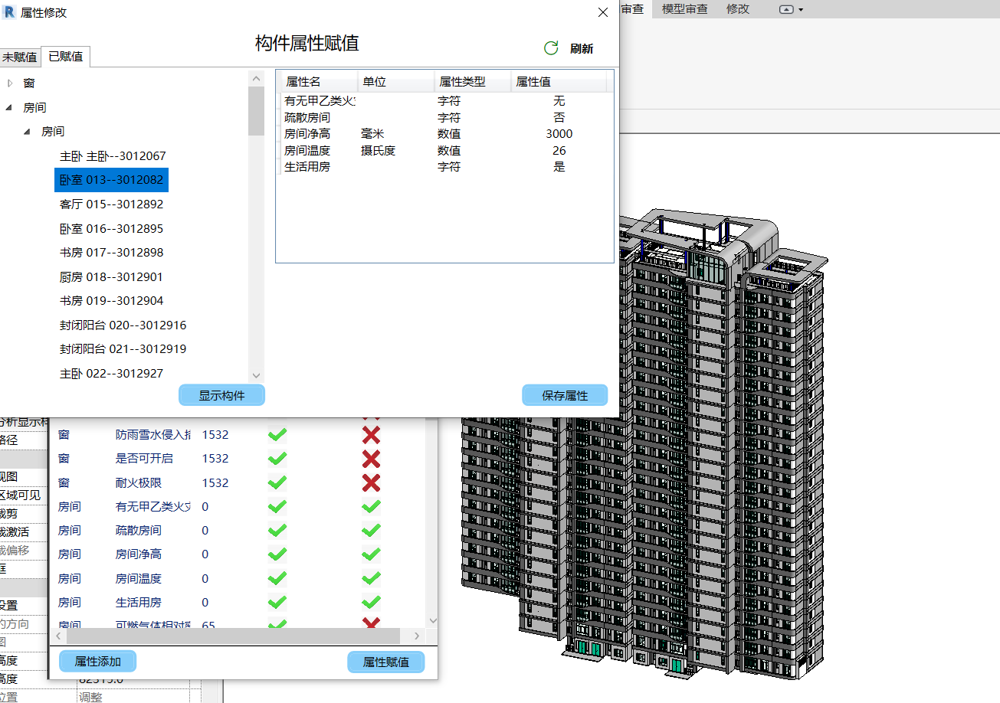 属性修改
审查 模型审查 修改
构件属性赋值
刷新
未赋值 已赋值
窗
房间
房间
主卧 主卧--3012067
卧室 013--3012082
客厅 015--3012892
卧室 016--3012895
书房 017--3012898
厨房 018--3012901
书房 019--3012904
封闭阳台 020--3012916
封闭阳台 021--3012919
主卧 022--3012927
显示构件
属性名 单位 属性类型 属性值
有无甲乙类火 字符 无
疏散房间 字符 否
房间净高 毫米 数值 3000
房间温度 摄氏度 数值 26
生活用房 字符 是
保存属性
窗 防雨雪水侵入 1532
窗 是否可开启 1532
窗 耐火极限 1532
房间 有无甲乙类火 0
疏散房间 0
房间 房间净高 0
房间 房间温度 0
房间 生活用房 0
房间 可燃气体相对 65
属性添加 属性赋值
分析显示
路径
视图
区域可见
裁剪
裁激活
裁偏移
框
设置
的方向
图
高度
高度 82319.0
位置 调整